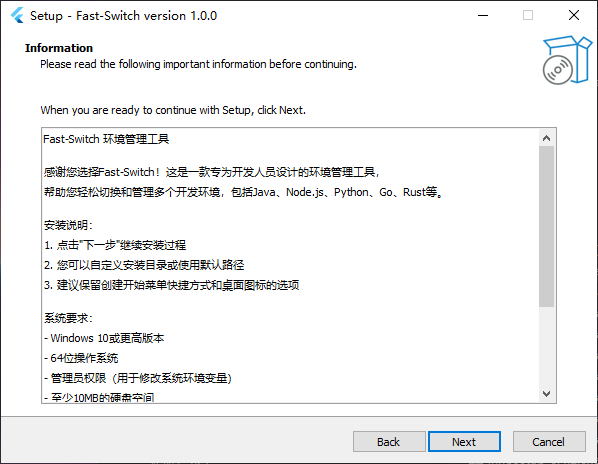 Setup - Fast-Switch version 1.0.0
Information
Please read the following important information before continuing.
When you are ready to continue with Setup, click Next.
Fast-Switch 环境管理工具
感谢您选择Fast-Switch！这是一款专为开发人员设计的环境管理工具，
帮助您轻松切换和管理多个开发环境，包括Java、Node.js、Python、Go、Rust等。
安装说明：
1. 点击"下一步"继续安装过程
2. 您可以自定义安装目录或使用默认路径
3. 建议保留创建开始菜单快捷方式和桌面图标的选项
系统要求：
- Windows 10或更高版本
- 64位操作系统
- 管理员权限（用于修改系统环境变量）
- 至少10MB的硬盘空间
Back
Next
Cancel